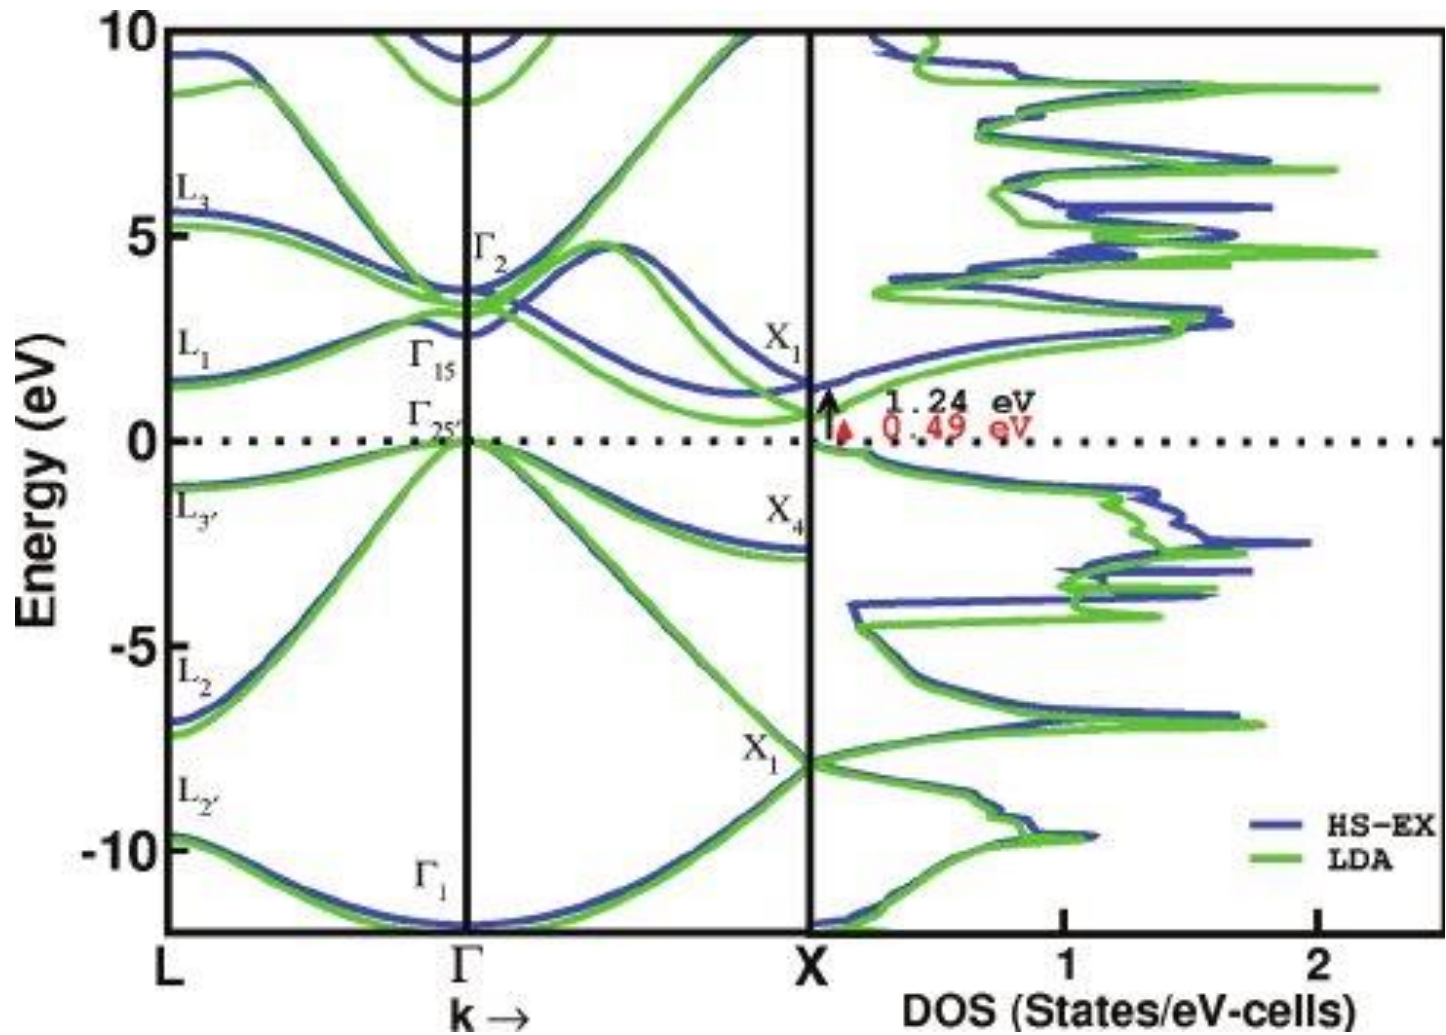 10
5
0
-5
-10
Energy (eV)
L₃
L₁
L₃′
L₂
L₂′
Γ₂
Γ₁₅
Γ₂₅′
Γ₁
X₁
X₄
X₁
1.24 eV
0.49 eV
HS-EX
LDA
L Γ X 1 2
k → DOS (States/eV-cells)